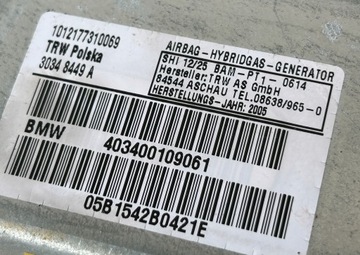 1012177310069
TRW Polska
3034 8449 A
AIRBAG-HYBRIDGAS-GENERATOR
SHI 12/25 BAM-PT1-0614
Hersteller:TRW AS GmbH
84544 ASCHAU TEL.08638/965-0
HERSTELLUNGS-JAHR:2005
BMW 403400109061
05B1542B0421E